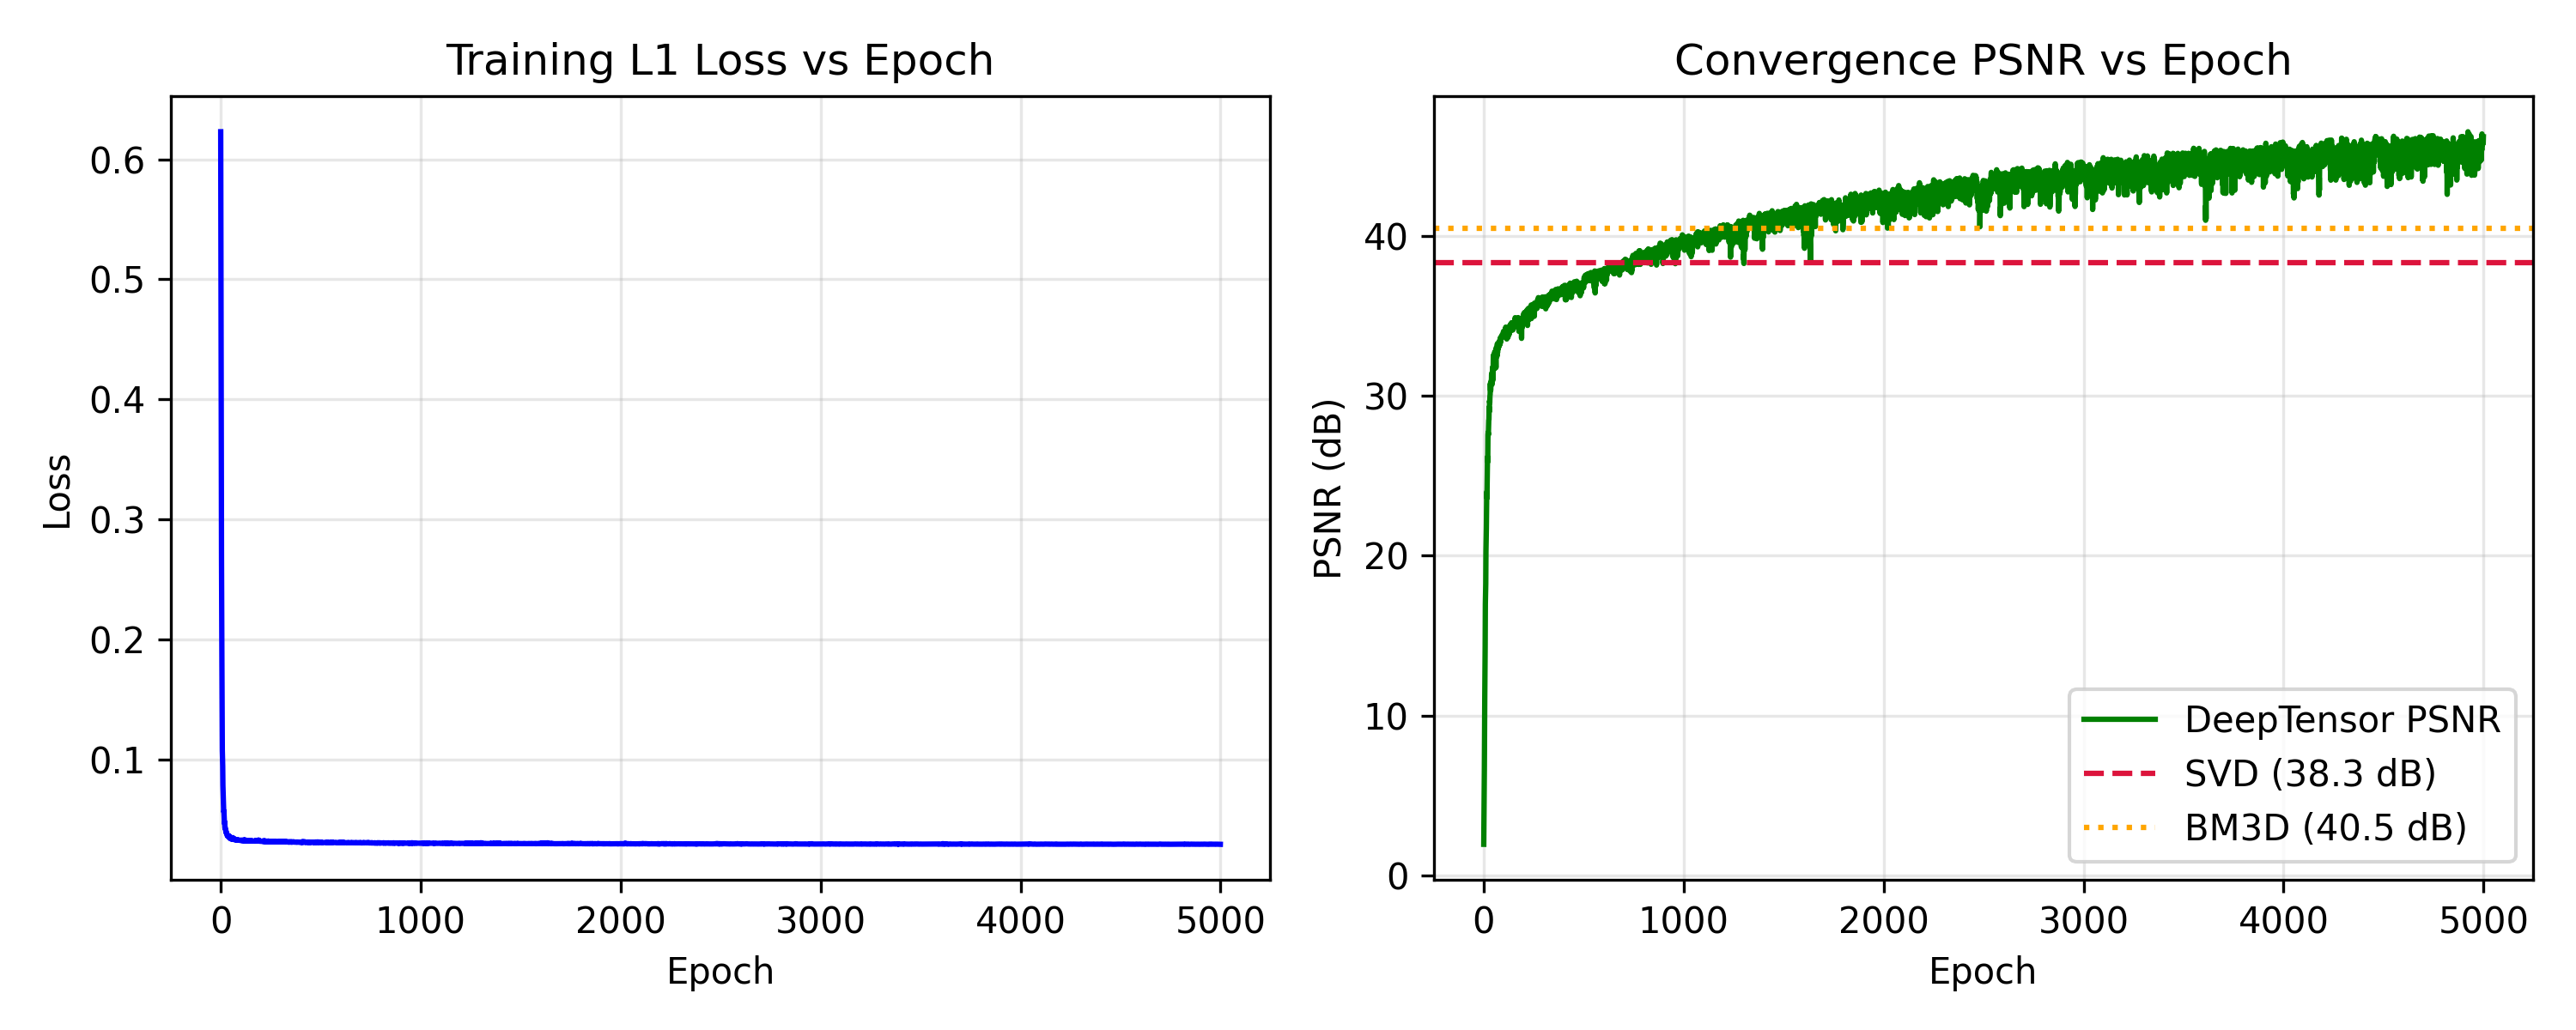 Training L1 Loss vs Epoch
Loss
0.6
0.5
0.4
0.3
0.2
0.1
0 1000 2000 3000 4000 5000
Epoch
Convergence PSNR vs Epoch
PSNR (dB)
40
30
20
10
0
DeepTensor PSNR
SVD (38.3 dB)
BM3D (40.5 dB)
0 1000 2000 3000 4000 5000
Epoch